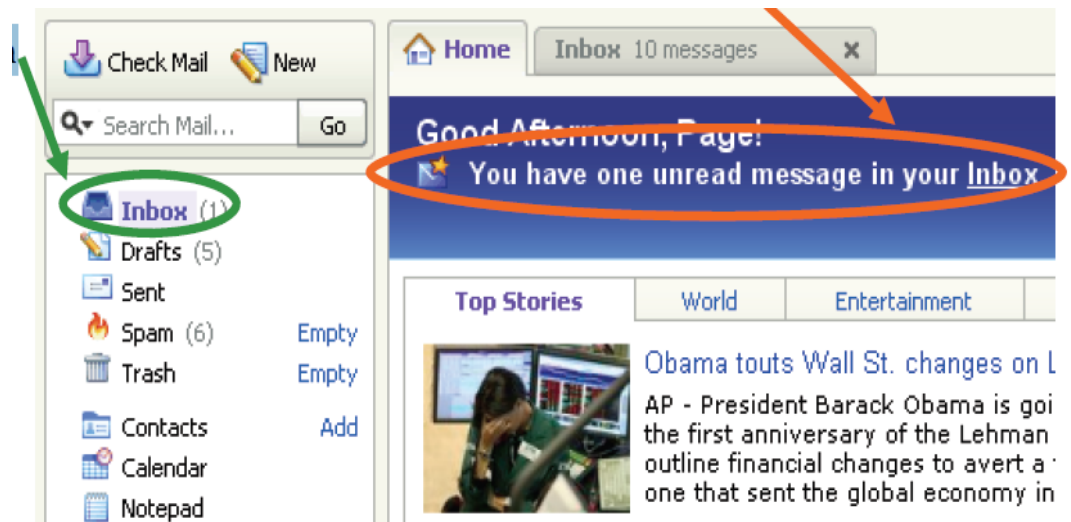 Check Mail New
Search Mail... Go
Inbox (1)
Drafts (5)
Sent
Spam (6) Empty
Trash Empty
Contacts Add
Calendar
Notepad
Home Inbox 10 messages x
Good Afternoon, Page!
You have one unread message in your Inbox
Top Stories World Entertainment
Obama touts Wall St. changes on L
AP - President Barack Obama is goi
the first anniversary of the Lehman
outline financial changes to avert a
one that sent the global economy in